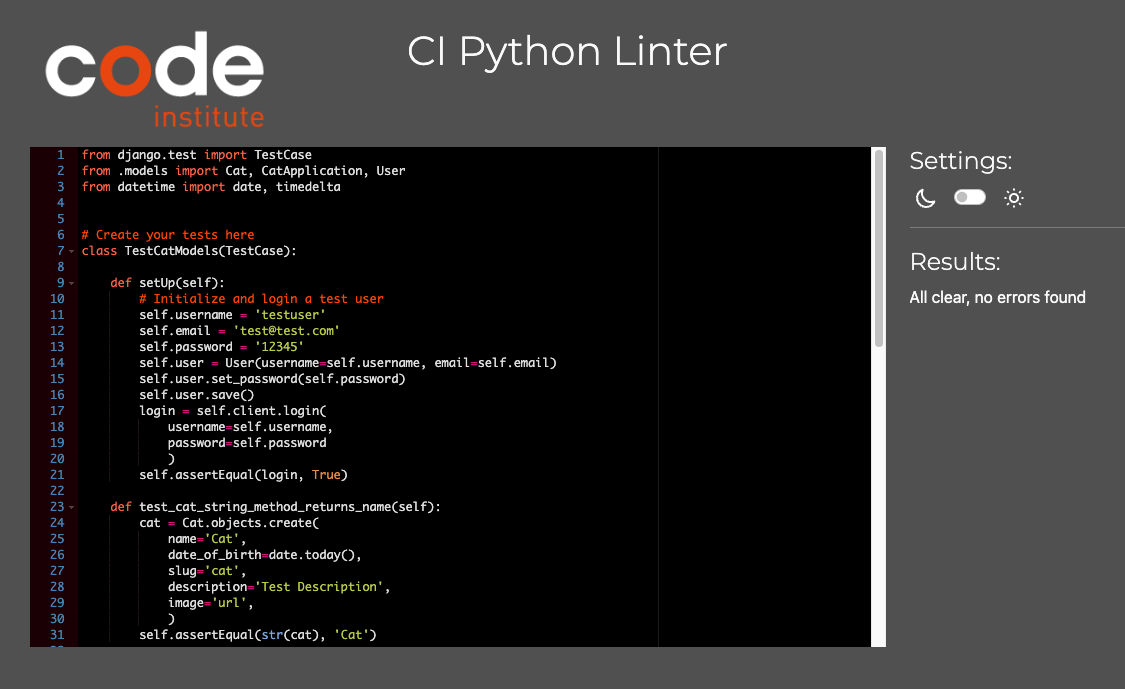 code
institute
CI Python Linter
1 from django.test import TestCase
2 from .models import Cat, CatApplication, User
3 from datetime import date, timedelta
4
5
6 # Create your tests here
7 class TestCatModels(TestCase):
8
9     def setUp(self):
10         # Initialize and login a test user
11         self.username = 'testuser'
12         self.email = 'test@test.com'
13         self.password = '12345'
14         self.user = User(username=self.username, email=self.email)
15         self.user.set_password(self.password)
16         self.user.save()
17         login = self.client.login(
18             username=self.username,
19             password=self.password
20             )
21         self.assertEqual(login, True)
22
23     def test_cat_string_method_returns_name(self):
24         cat = Cat.objects.create(
25             name='Cat',
26             date_of_birth=date.today(),
27             slug='cat',
28             description='Test Description',
29             image='url',
30             )
31         self.assertEqual(str(cat), 'Cat')
Settings:
Results:
All clear, no errors found